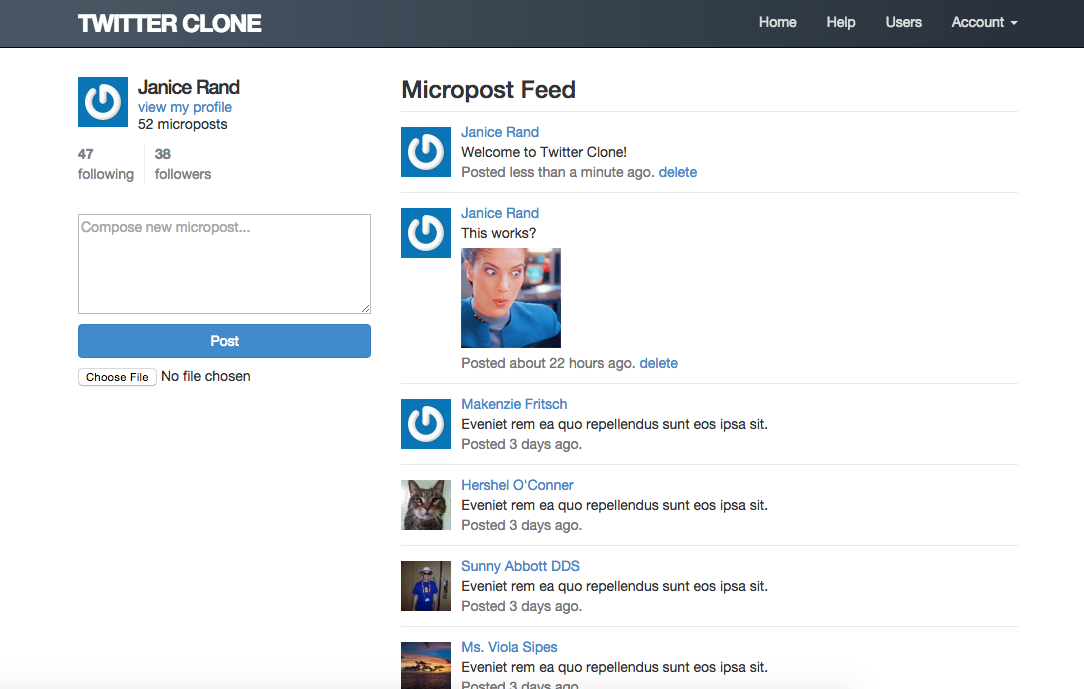 TWITTER CLONE
Home Help Users Account
Janice Rand
view my profile
52 microposts
47 following
38 followers
Compose new micropost...
Post
Choose File No file chosen
Micropost Feed
Janice Rand
Welcome to Twitter Clone!
Posted less than a minute ago. delete
Janice Rand
This works?
Posted about 22 hours ago. delete
Makenzie Fritsch
Eveniet rem ea quo repellendus sunt eos ipsa sit.
Posted 3 days ago.
Hershel O'Conner
Eveniet rem ea quo repellendus sunt eos ipsa sit.
Posted 3 days ago.
Sunny Abbott DDS
Eveniet rem ea quo repellendus sunt eos ipsa sit.
Posted 3 days ago.
Ms. Viola Sipes
Eveniet rem ea quo repellendus sunt eos ipsa sit.
Posted 3 days ago.